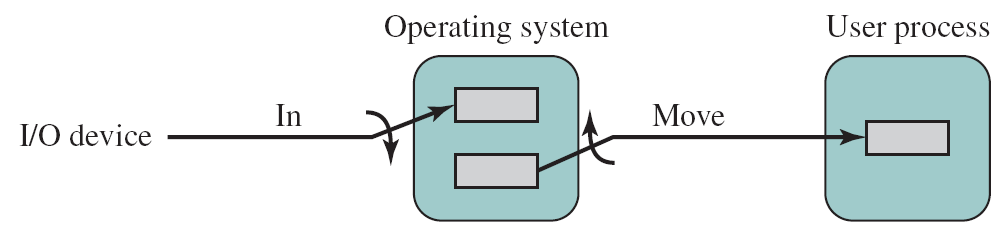 Operating system
User process
I/O device
In
Move